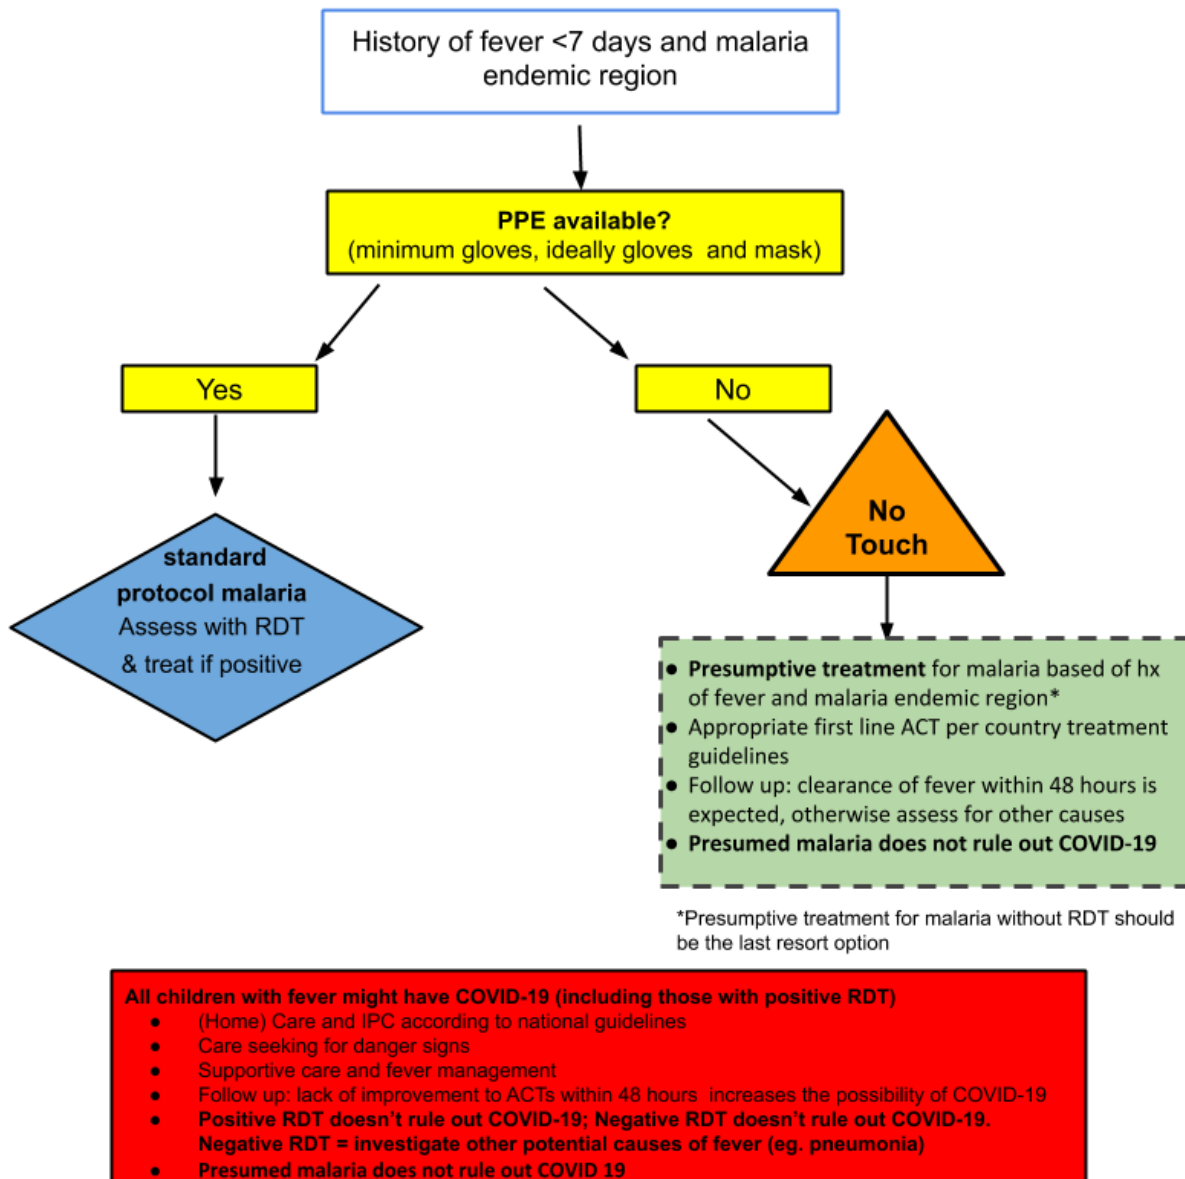 History of fever <7 days and malaria
endemic region
PPE available?
(minimum gloves, ideally gloves and mask)
Yes
No
No
Touch
standard
protocol malaria
Assess with RDT
& treat if positive
● Presumptive treatment for malaria based of hx
of fever and malaria endemic region*
● Appropriate first line ACT per country treatment
guidelines
● Follow up: clearance of fever within 48 hours is
expected, otherwise assess for other causes
● Presumed malaria does not rule out COVID-19
*Presumptive treatment for malaria without RDT should
be the last resort option
All children with fever might have COVID-19 (including those with positive RDT)
● (Home) Care and IPC according to national guidelines
● Care seeking for danger signs
● Supportive care and fever management
● Follow up: lack of improvement to ACTs within 48 hours increases the possibility of COVID-19
● Positive RDT doesn't rule out COVID-19; Negative RDT doesn't rule out COVID-19.
Negative RDT = investigate other potential causes of fever (eg. pneumonia)
● Presumed malaria does not rule out COVID 19